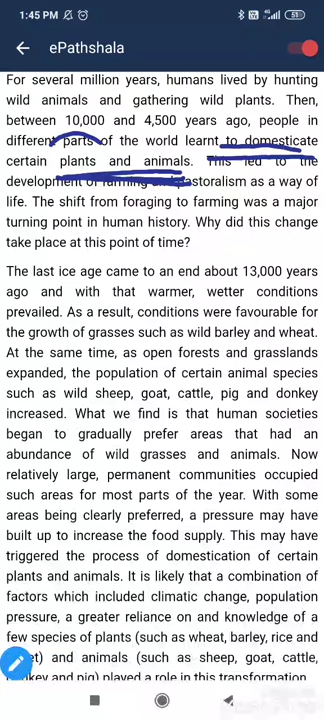 1:45 PM
51
ePathshala
For several million years, humans lived by hunting
wild animals and gathering wild plants. Then,
between 10,000 and 4,500 years ago, people in
different parts of the world learnt to domesticate
certain plants and animals. This led to the
development of farming and pastoralism as a way of
life. The shift from foraging to farming was a major
turning point in human history. Why did this change
take place at this point of time?
The last ice age came to an end about 13,000 years
ago and with that warmer, wetter conditions
prevailed. As a result, conditions were favourable for
the growth of grasses such as wild barley and wheat.
At the same time, as open forests and grasslands
expanded, the population of certain animal species
such as wild sheep, goat, cattle, pig and donkey
increased. What we find is that human societies
began to gradually prefer areas that had an
abundance of wild grasses and animals. Now
relatively large, permanent communities occupied
such areas for most parts of the year. With some
areas being clearly preferred, a pressure may have
built up to increase the food supply. This may have
triggered the process of domestication of certain
plants and animals. It is likely that a combination of
factors which included climatic change, population
pressure, a greater reliance on and knowledge of a
few species of plants (such as wheat, barley, rice and
and animals (such as sheep, goat, cattle,
and pig) played a role in this transformation